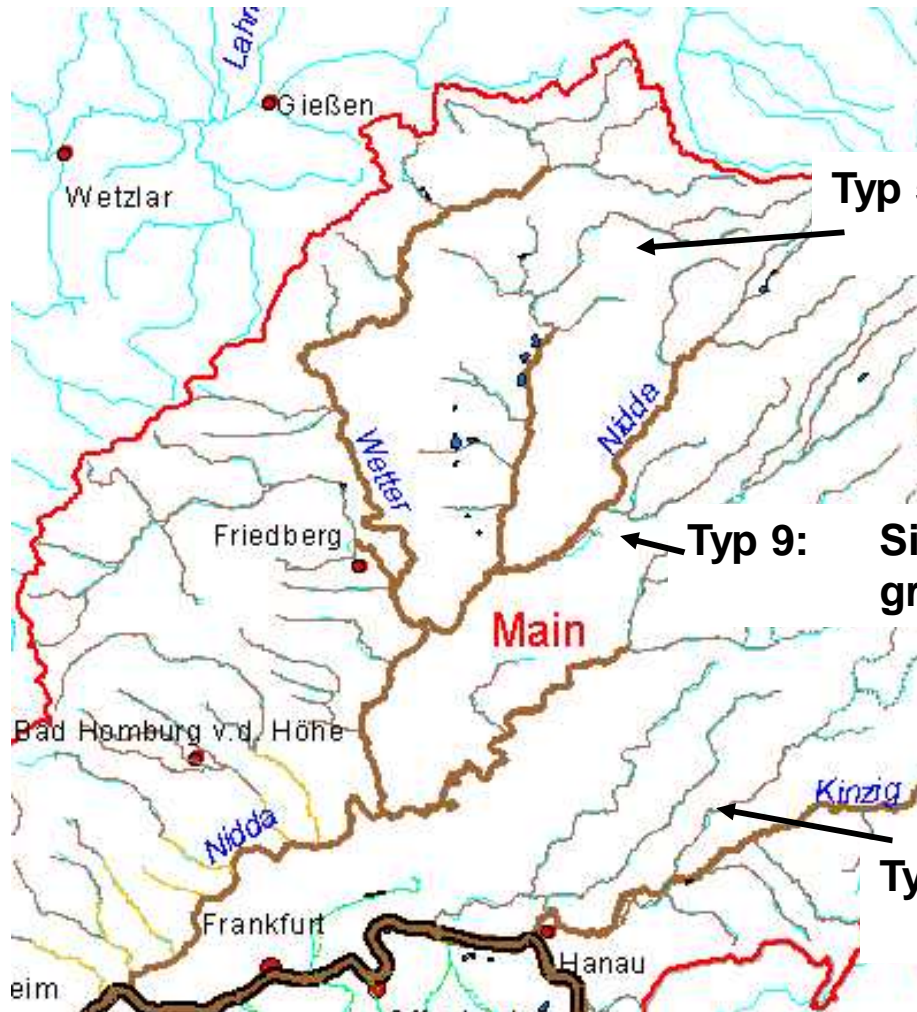 Lahn
Gießen
Wetzlar
Typ
Nidde
Wetter
Friedberg
Typ 9: Si
gr
Main
Bad Homburg v.d. Höhe
Kinzig
Nidda
Ty
Frankfurt
Hanau
eim